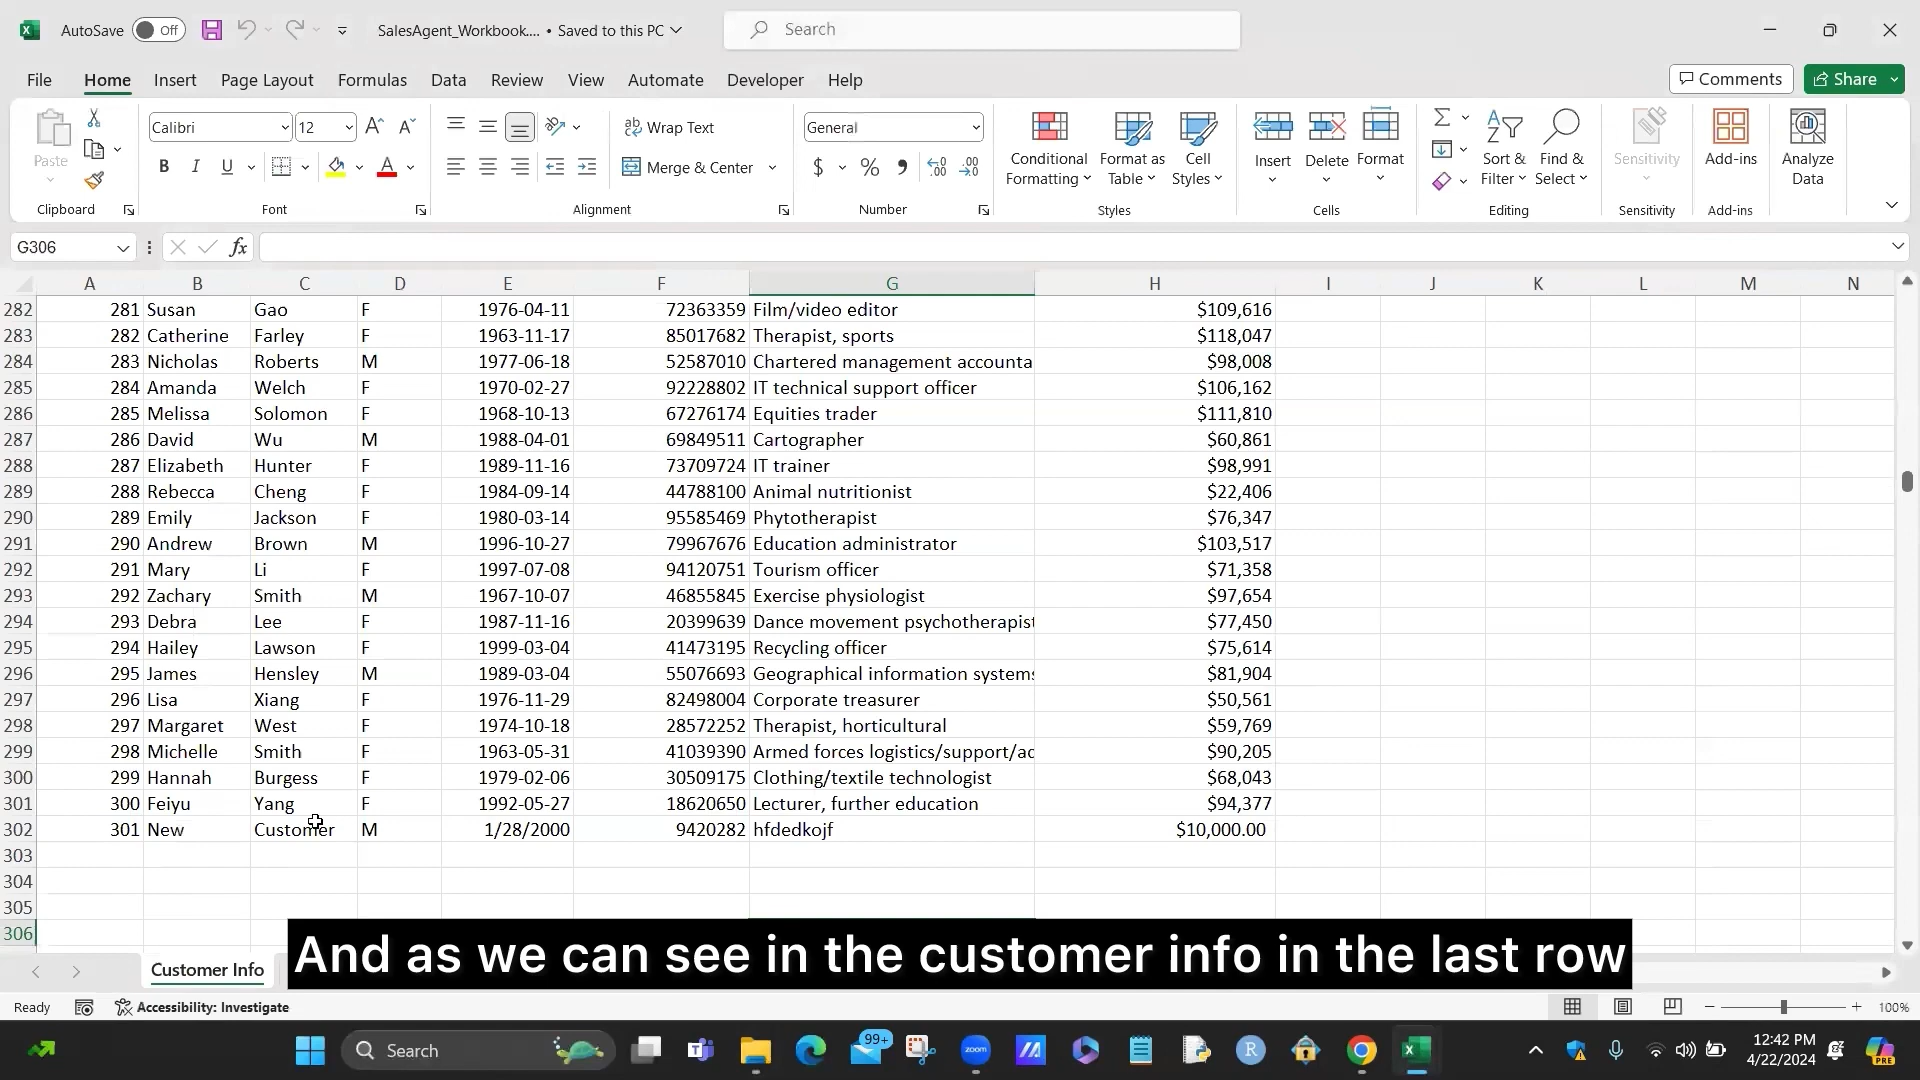 AutoSave Off SalesAgent_Workbook.... • Saved to this PC Search
File Home Insert Page Layout Formulas Data Review View Automate Developer Help Comments Share
Paste Calibri 12 Wrap Text General Conditional Formatting Format as Table Cell Styles Insert Delete Format Sort & Filter Find & Select Sensitivity Add-ins Analyze Data
B I U Merge & Center $ %
Clipboard Font Alignment Number Styles Cells Editing Sensitivity Add-ins
G306 fx
A B C D E F G H I J K L M N
282 281 Susan Gao F 1976-04-11 72363359 Film/video editor $109,616
283 282 Catherine Farley F 1963-11-17 85017682 Therapist, sports $118,047
284 283 Nicholas Roberts M 1977-06-18 52587010 Chartered management accounta $98,008
285 284 Amanda Welch F 1970-02-27 92228802 IT technical support officer $106,162
286 285 Melissa Solomon F 1968-10-13 67276174 Equities trader $111,810
287 286 David Wu M 1988-04-01 69849511 Cartographer $60,861
288 287 Elizabeth Hunter F 1989-11-16 73709724 IT trainer $98,991
289 288 Rebecca Cheng F 1984-09-14 44788100 Animal nutritionist $22,406
290 289 Emily Jackson F 1980-03-14 95585469 Phytotherapist $76,347
291 290 Andrew Brown M 1996-10-27 79967676 Education administrator $103,517
292 291 Mary Li F 1997-07-08 94120751 Tourism officer $71,358
293 292 Zachary Smith M 1967-10-07 46855845 Exercise physiologist $97,654
294 293 Debra Lee F 1987-11-16 20399639 Dance movement psychotherapist $77,450
295 294 Hailey Lawson F 1999-03-04 41473195 Recycling officer $75,614
296 295 James Hensley M 1989-03-04 55076693 Geographical information systems $81,904
297 296 Lisa Xiang F 1976-11-29 82498004 Corporate treasurer $50,561
298 297 Margaret West F 1974-10-18 28572252 Therapist, horticultural $59,769
299 298 Michelle Smith F 1963-05-31 41039390 Armed forces logistics/support/ac $90,205
300 299 Hannah Burgess F 1979-02-06 30509175 Clothing/textile technologist $68,043
301 300 Feiyu Yang F 1992-05-27 18620650 Lecturer, further education $94,377
302 301 New Customer M 1/28/2000 9420282 hfdedkojf $10,000.00
303
304
305
306
And as we can see in the customer info in the last row
Customer Info
Ready Accessibility: Investigate 100%
Search 99+ zoom R 12:42 PM
4/22/2024 PRE